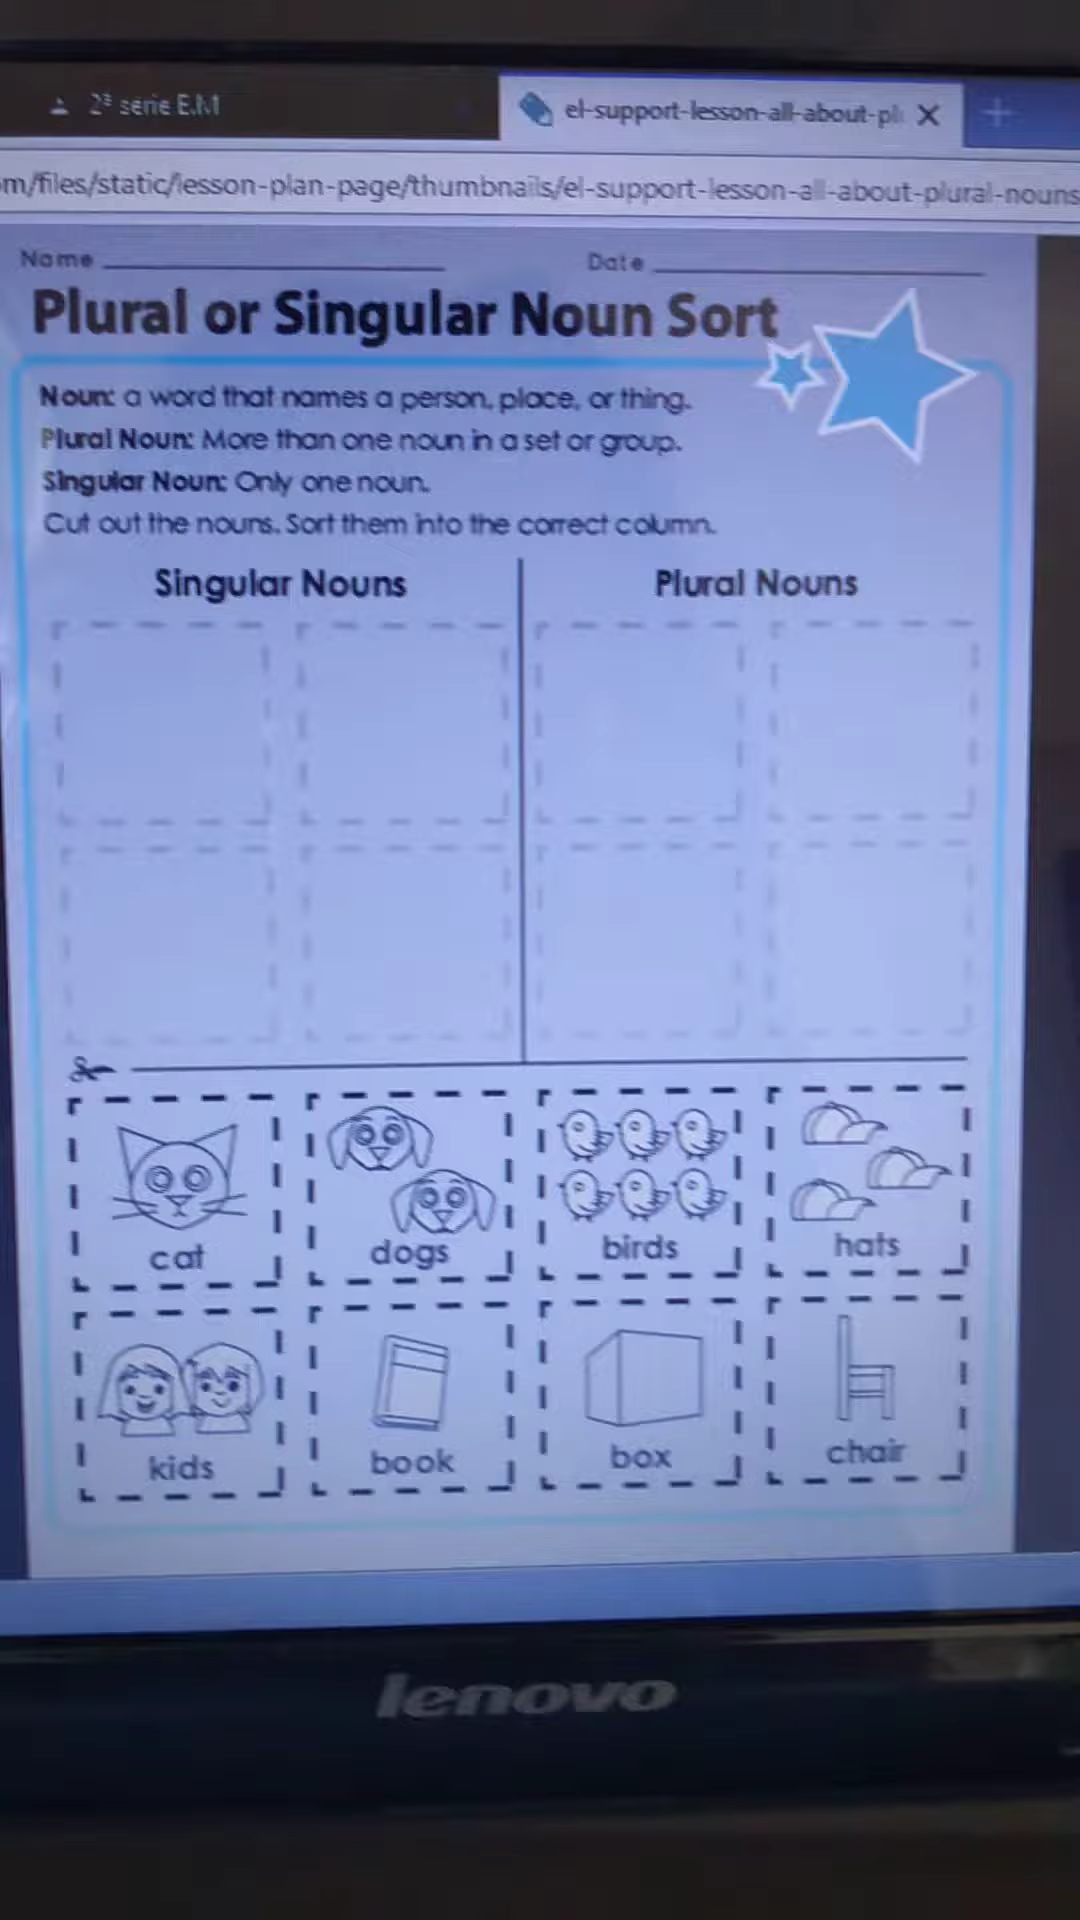 2ª série E.M
el-support-lesson-all-about-pl
m/files/static/lesson-plan-page/thumbnails/el-support-lesson-all-about-plural-nouns
Name Date
Plural or Singular Noun Sort
Noun: a word that names a person, place, or thing.
Plural Noun: More than one noun in a set or group.
Singular Noun: Only one noun.
Cut out the nouns. Sort them into the correct column.
Singular Nouns Plural Nouns
cat dogs birds hats
kids book box chair
lenovo